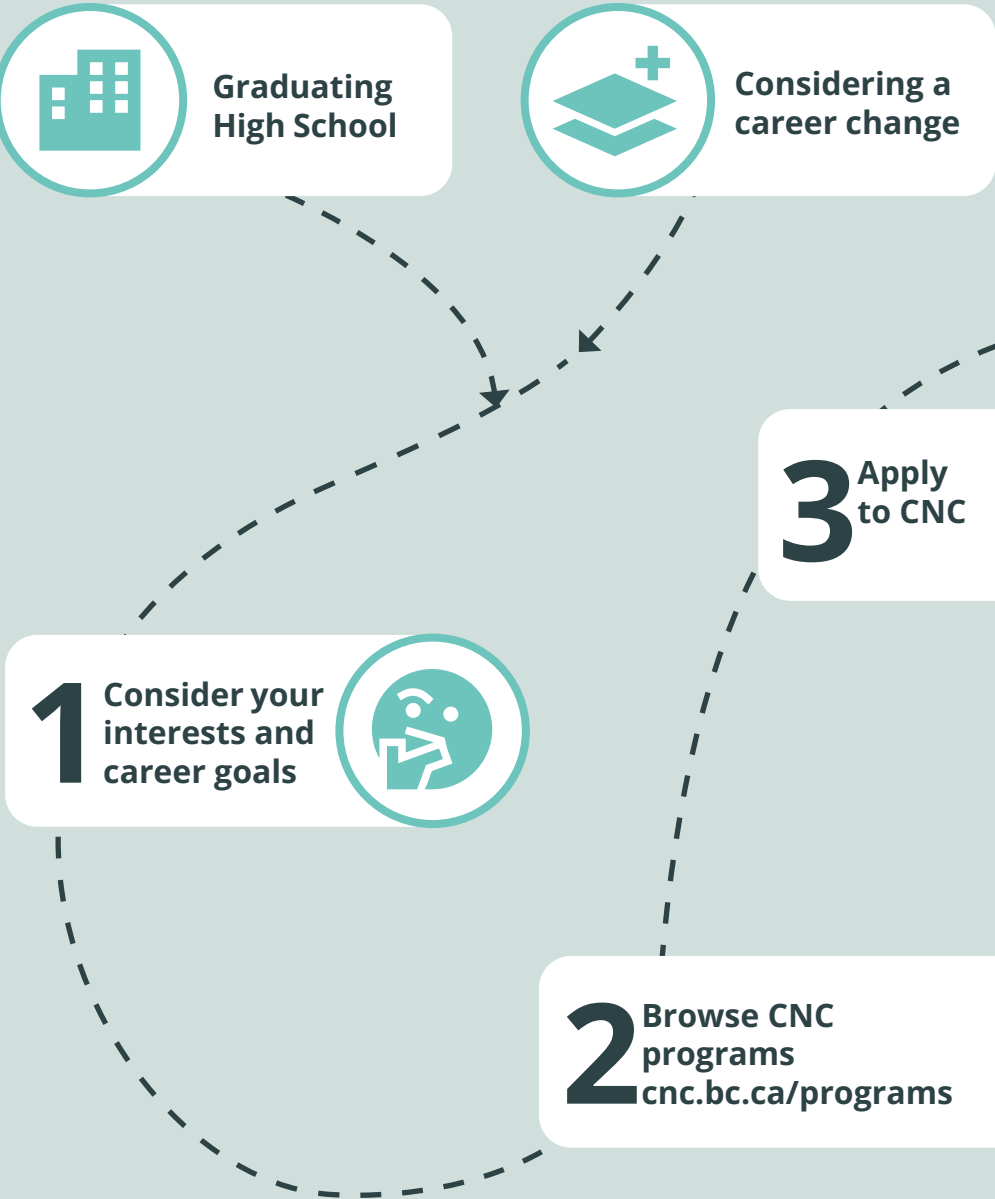 Graduating
High School
Considering a
career change
1
Consider your
interests and
career goals
2
Browse CNC
programs
cnc.bc.ca/programs
3
Apply
to CNC